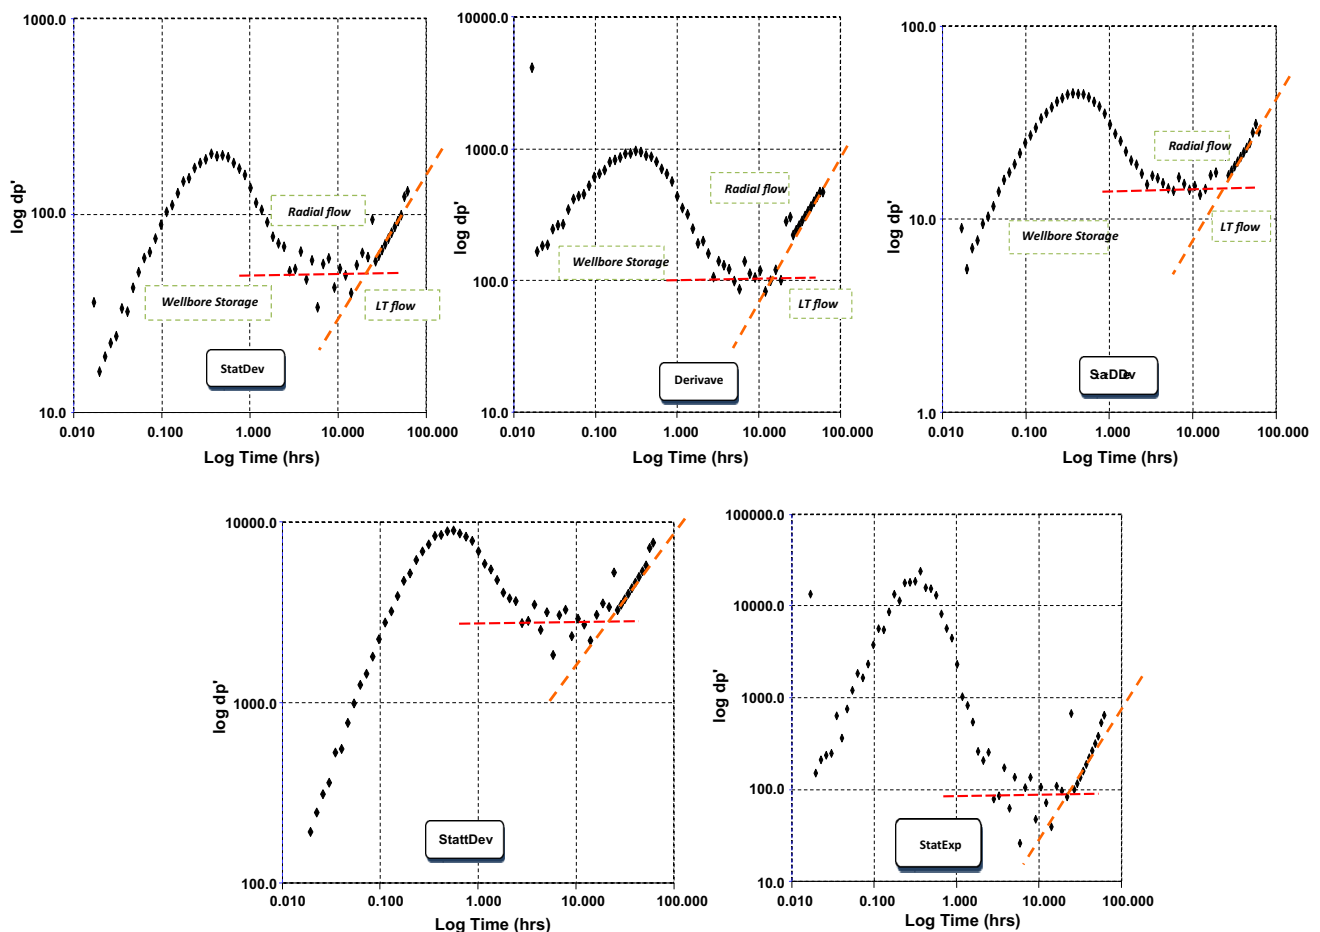 1000.0
100.0
10.0
0.010
0.100
1.000
10.000
100.000
log dp'
Log Time (hrs)
Radial flow
Wellbore Storage
LT flow
StatDev
10000.0
1000.0
100.0
10.0
0.010
0.100
1.000
10.000
100.000
log dp'
Log Time (hrs)
Radial flow
Wellbore Storage
LT flow
Derivave
100.0
10.0
1.0
0.010
0.100
1.000
10.000
100.000
log dp'
Log Time (hrs)
Radial flow
Wellbore Storage
LT flow
10000.0
1000.0
100.0
0.010
0.100
1.000
10.000
100.000
log dp'
Log Time (hrs)
StattDev
100000.0
10000.0
1000.0
100.0
10.0
0.010
0.100
1.000
10.000
100.000
log dp'
Log Time (hrs)
StatExp